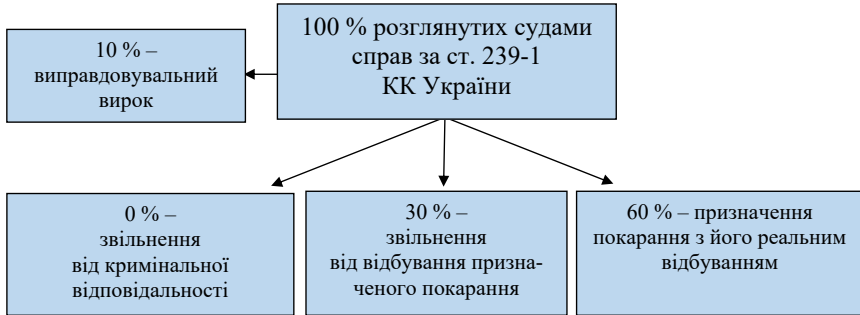 100 % розглянутих судами
справ за ст. 239-1
КК України
10 % –
виправдовувальний
вирок
0 % –
звільнення
від кримінальної
відповідальності
30 % –
звільнення
від відбування призна-
ченого покарання
60 % – призначення
покарання з його реальним
відбуванням